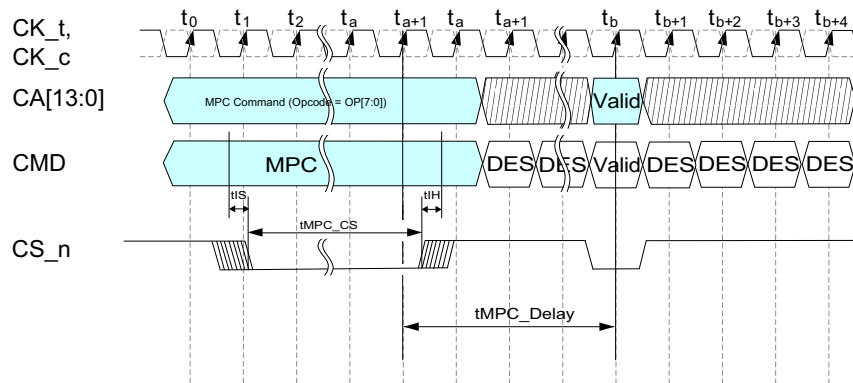 t0 t1 t2 ta ta+1 ta ta+1 tb tb+1 tb+2 tb+3 tb+4
CK_t,
CK_c
CA[13:0] MPC Command (Opcode = OP[7:0]) Valid
CMD MPC DES DES Valid DES DES DES DES
tIS tIH
tMPC_CS
CS_n
tMPC_Delay